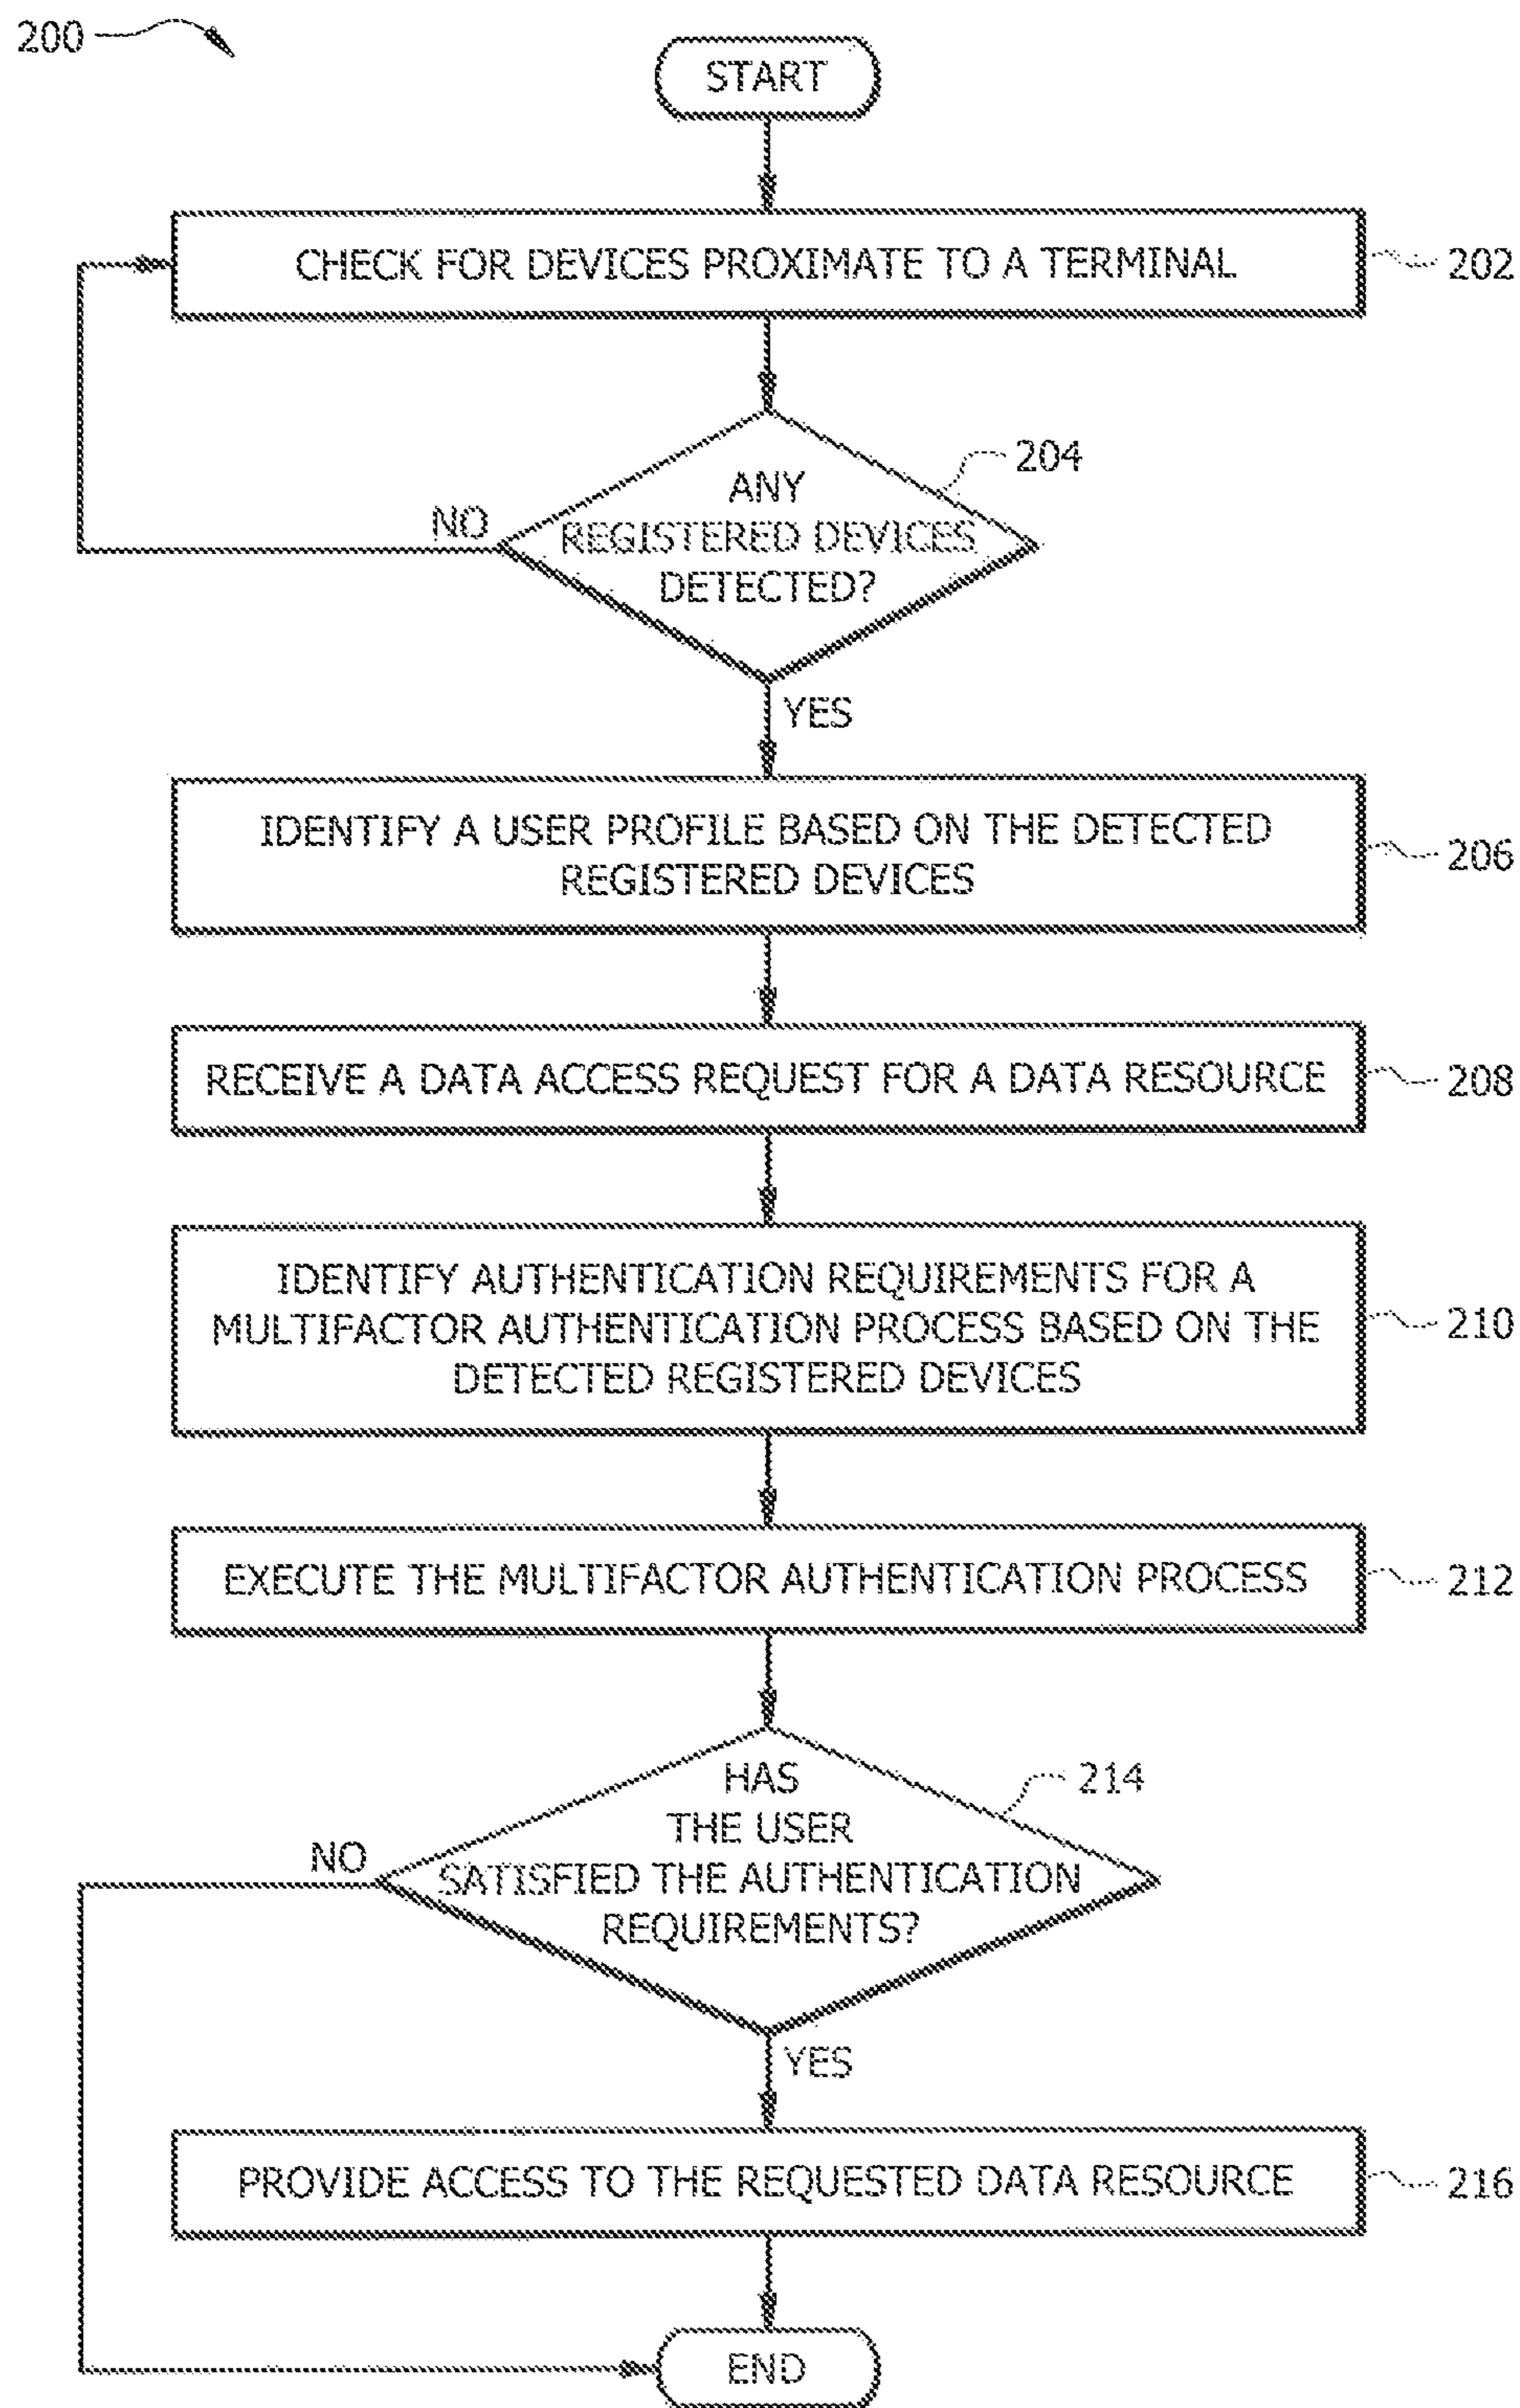 200
START
CHECK FOR DEVICES PROXIMATE TO A TERMINAL
202
204
ANY
REGISTERED DEVICES
DETECTED?
NO
YES
IDENTIFY A USER PROFILE BASED ON THE DETECTED
REGISTERED DEVICES
206
RECEIVE A DATA ACCESS REQUEST FOR A DATA RESOURCE
208
IDENTIFY AUTHENTICATION REQUIREMENTS FOR A
MULTIFACTOR AUTHENTICATION PROCESS BASED ON THE
DETECTED REGISTERED DEVICES
210
EXECUTE THE MULTIFACTOR AUTHENTICATION PROCESS
212
214
HAS
THE USER
SATISFIED THE AUTHENTICATION
REQUIREMENTS?
NO
YES
PROVIDE ACCESS TO THE REQUESTED DATA RESOURCE
216
END